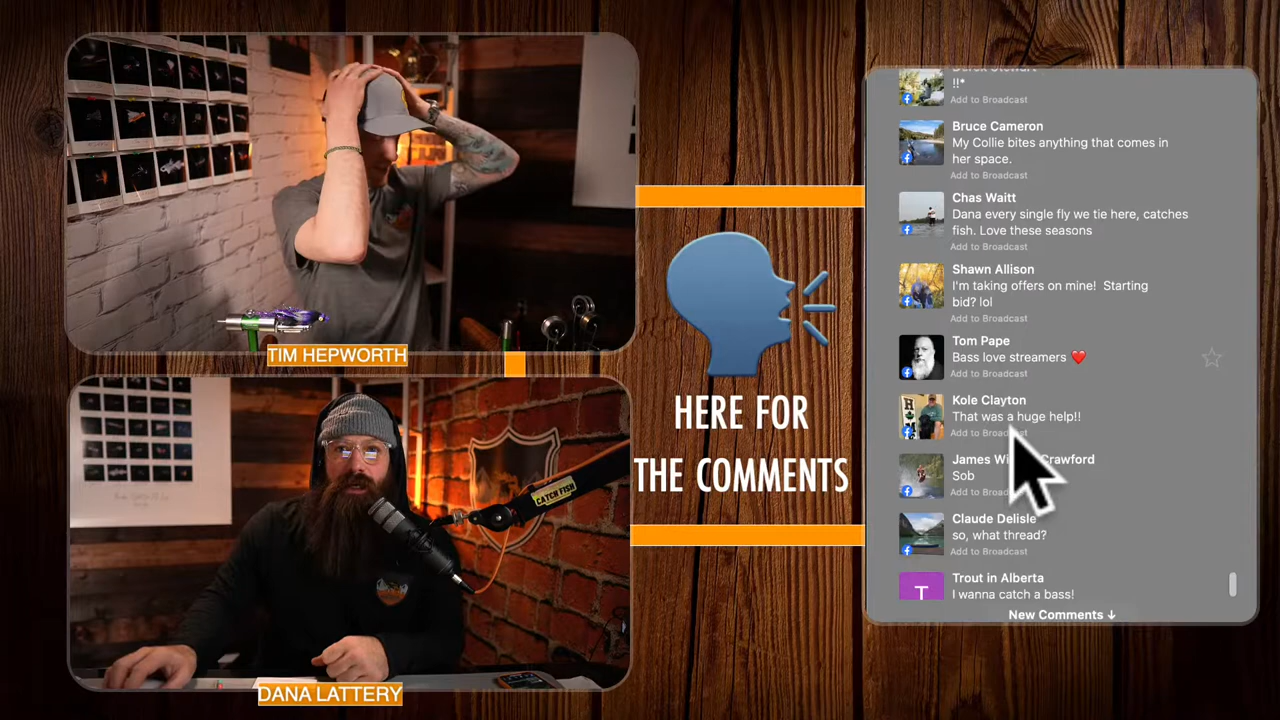 TIM HEPWORTH
CATCH FISH
DANA LATTERY
HERE FOR
THE COMMENTS
!!*
Add to Broadcast
Bruce Cameron
My Collie bites anything that comes in
her space.
Add to Broadcast
Chas Waitt
Dana every single fly we tie here, catches
fish. Love these seasons
Add to Broadcast
Shawn Allison
I'm taking offers on mine!  Starting
bid? lol
Add to Broadcast
Tom Pape
Bass love streamers ❤️
Add to Broadcast
Kole Clayton
That was a huge help!!
Add to
James Crawford
Sob
Add to
Claude Delisle
so, what thread?
Add to Broadcast
T
Trout in Alberta
I wanna catch a bass!
New Comments ↓